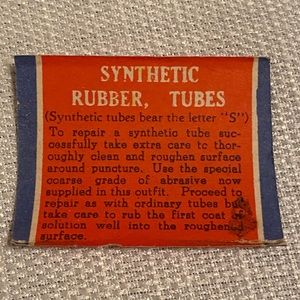 SYNTHETIC
RUBBER, TUBES
(Synthetic tubes bear the letter "S")
To repair a synthetic tube suc-
cessfully take extra care to thor-
oughly clean and roughen surface
around puncture. Use the special
coarse grade of abrasive now
supplied in this outfit. Proceed
to repair as with ordinary tubes but
take care to rub the first coat
solution well into the roughen
surface.